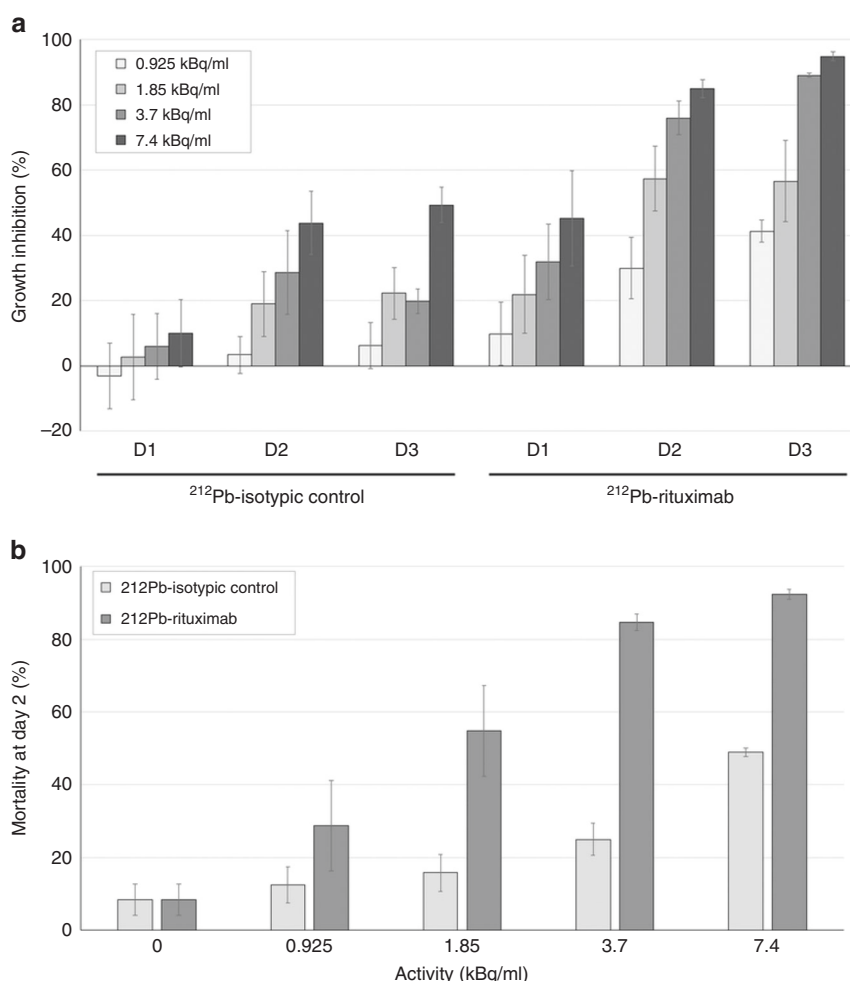 a
100
80
60
40
20
0
–20
Growth inhibition (%)
0.925 kBq/ml
1.85 kBq/ml
3.7 kBq/ml
7.4 kBq/ml
D1 D2 D3 D1 D2 D3
²¹²Pb-isotypic control ²¹²Pb-rituximab
b
100
80
60
40
20
0
Mortality at day 2 (%)
212Pb-isotypic control
212Pb-rituximab
0 0.925 1.85 3.7 7.4
Activity (kBq/ml)